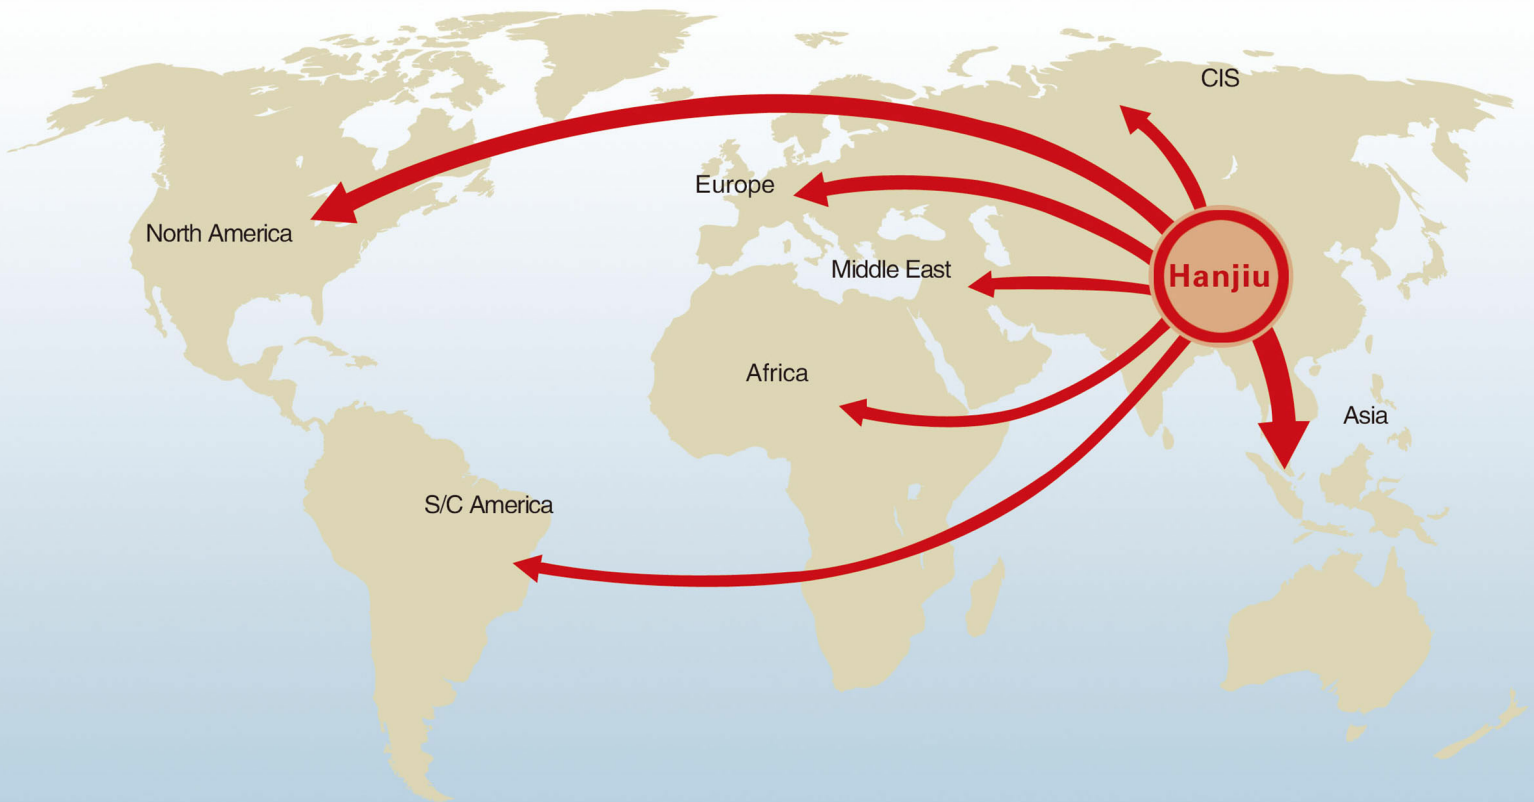 CIS
Europe
North America
Middle East
Hanjiu
Africa
Asia
S/C America